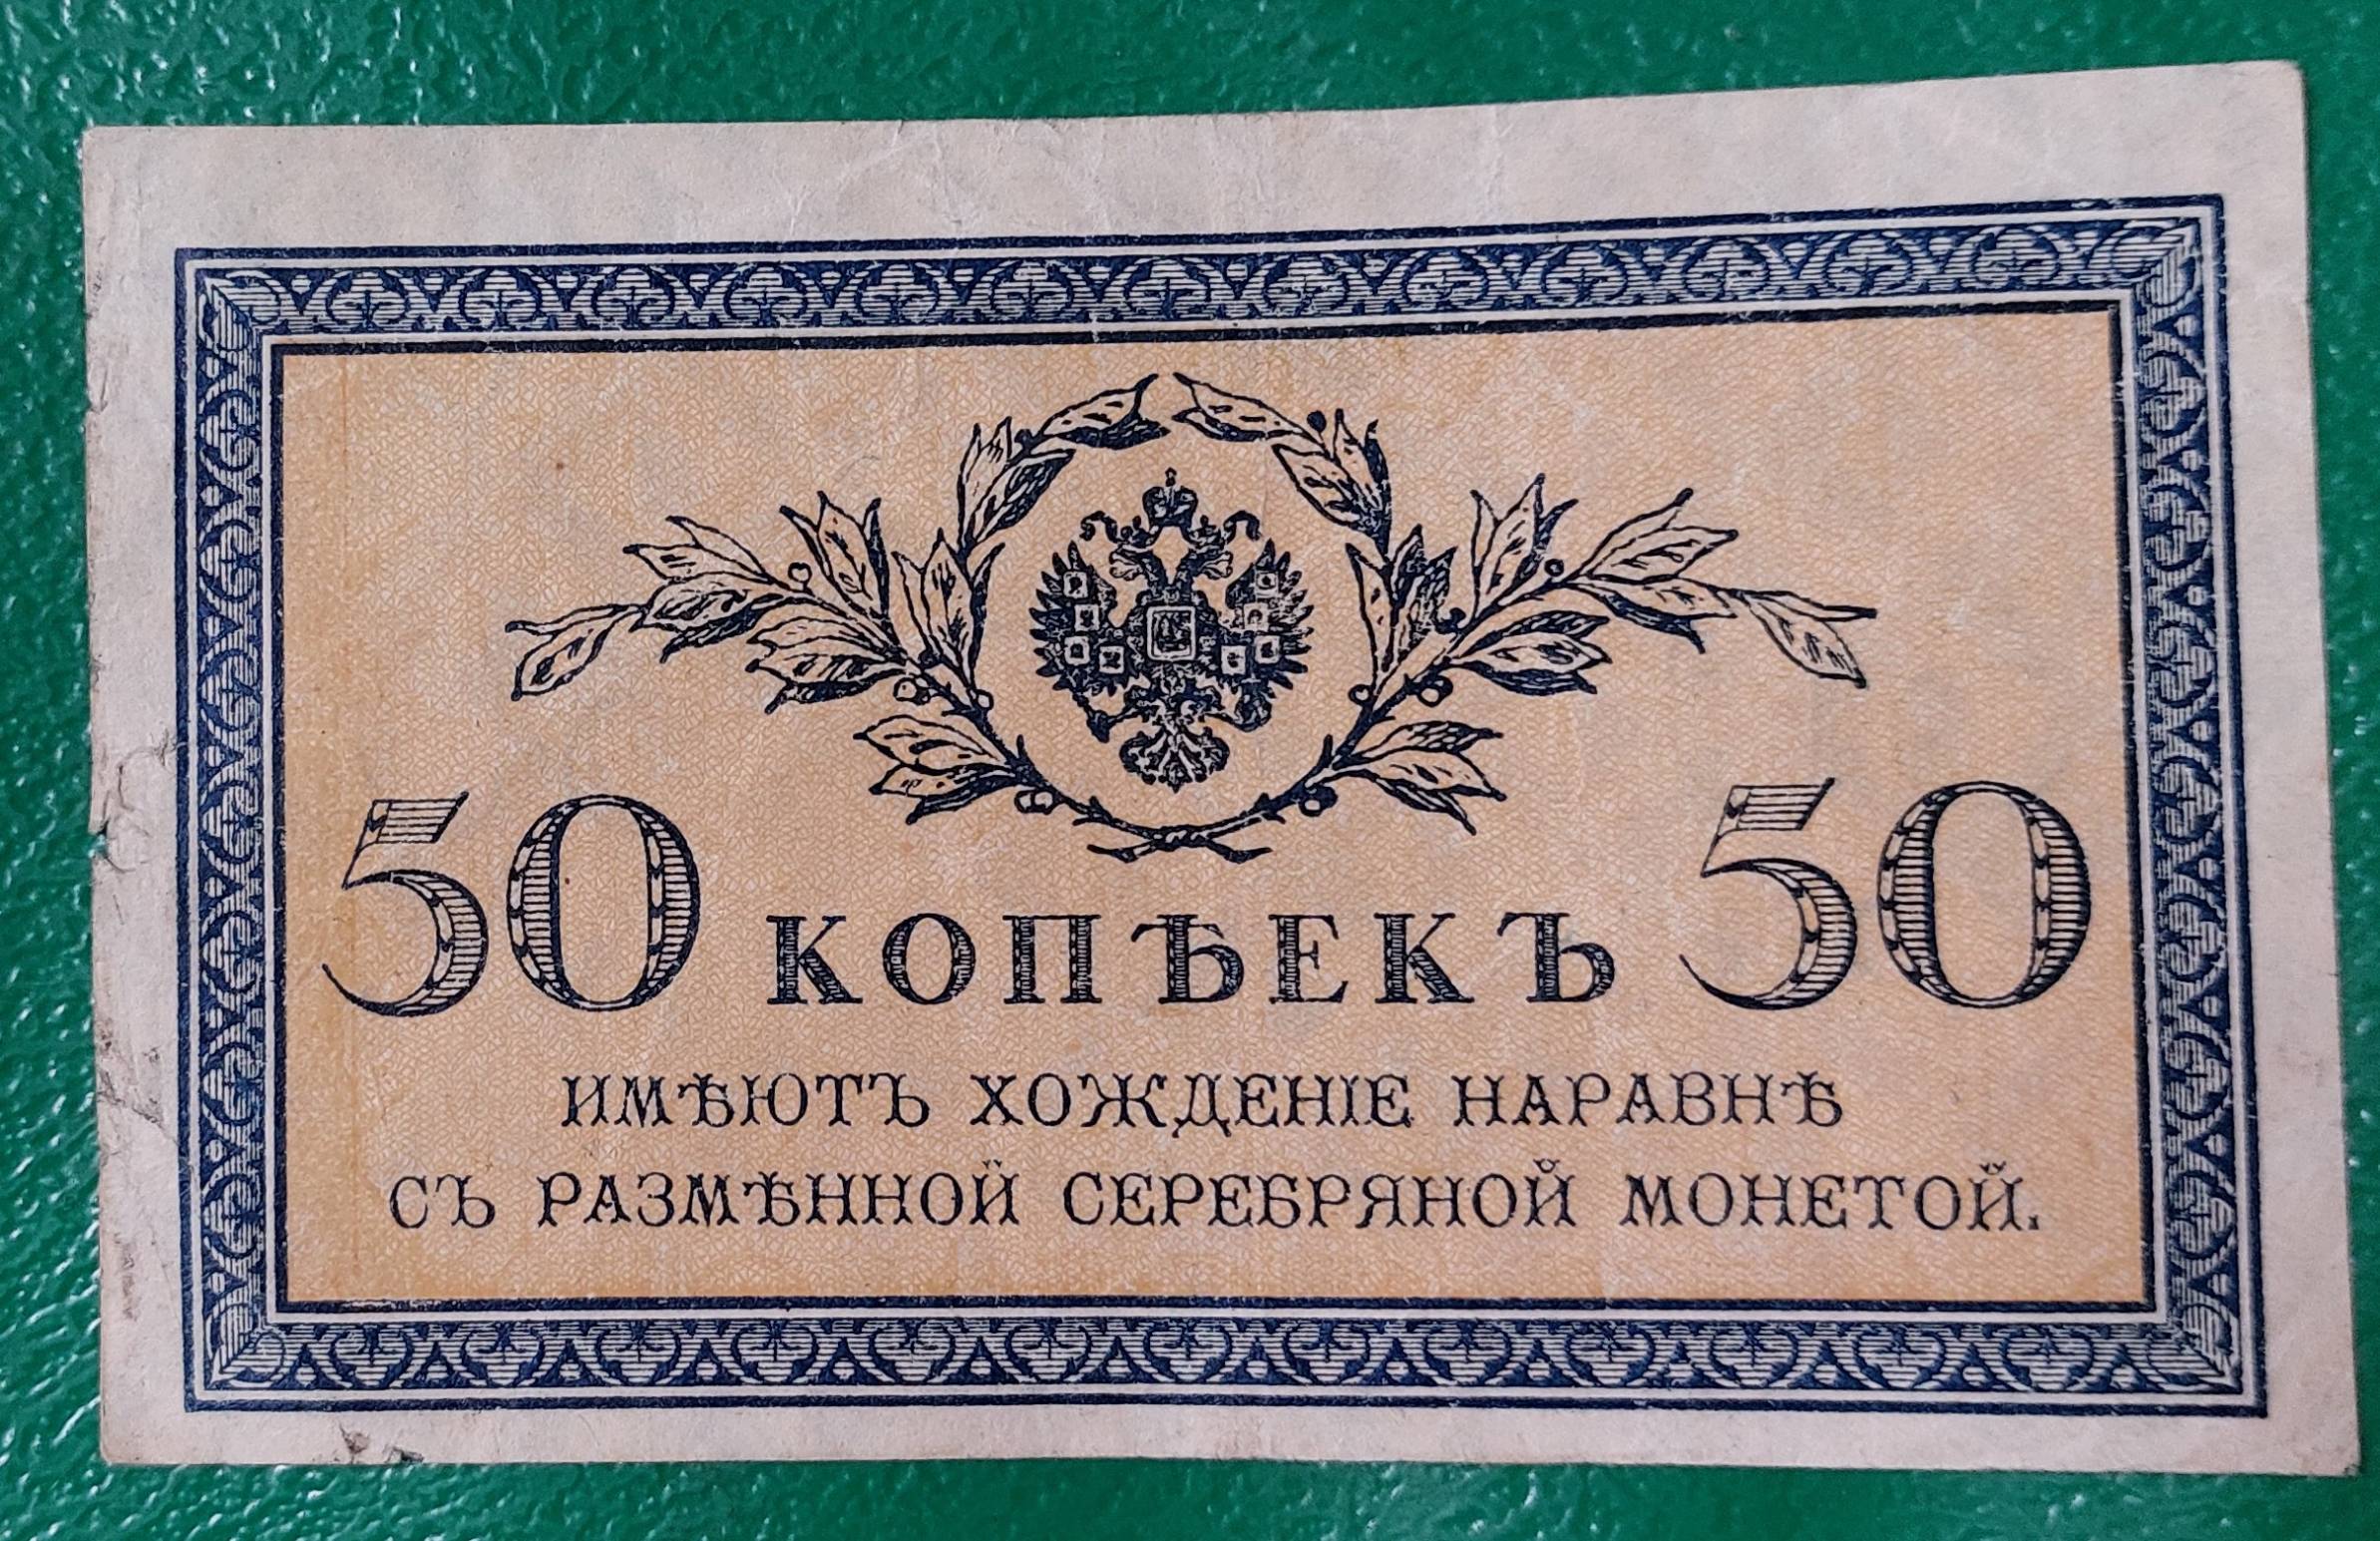 50 КОПѢЕКЪ 50
ИМѢЮТЪ ХОЖДЕНІЕ НАРАВНѢ
СЪ РАЗМѢННОЙ СЕРЕБРЯНОЙ МОНЕТОЙ.